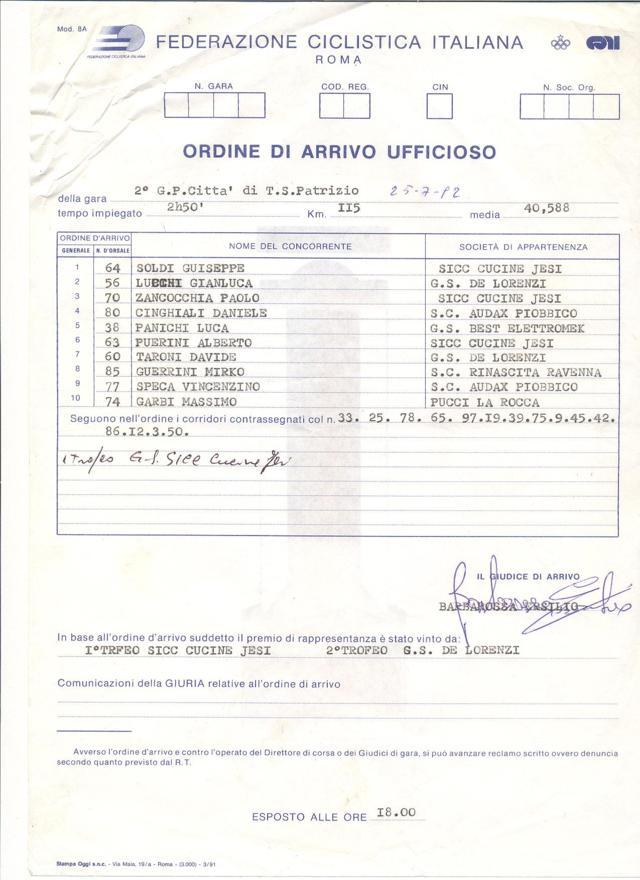 Mod. 8A
FEDERAZIONE CICLISTICA ITALIANA
FEDERAZIONE CICLISTICA ITALIANA
ROMA
N. GARA COD. REG. CIN N. Soc. Org.
ORDINE DI ARRIVO UFFICIOSO
della gara 2° G.P.Citta' di T.S.Patrizio 25-7-92
tempo impiegato 2h50' Km. II5 media 40,588
ORDINE D'ARRIVO NOME DEL CONCORRENTE SOCIETÀ DI APPARTENENZA
GENERALE N. D'ORSALE
1 64 SOLDI GUISEPPE SICC CUCINE JESI
2 56 LUCCHI GIANLUCA G.S. DE LORENZI
3 70 ZANCOCCHIA PAOLO SICC CUCINE JESI
4 80 CINGHIALI DANIELE S.C. AUDAX PIOBBICO
5 38 PANICHI LUCA G.S. BEST ELETTROMEK
6 63 PUERINI ALBERTO SICC CUCINE JESI
7 60 TARONI DAVIDE G.S. DE LORENZI
8 85 GUERRINI MIRKO S.C. RINASCITA RAVENNA
9 77 SPECA VINCENZINO S.C. AUDAX PIOBBICO
10 74 GARBI MASSIMO PUCCI LA ROCCA
Seguono nell'ordine i corridori contrassegnati col n. 33. 25. 78. 65. 97.I9.39.75.9.45.42.
86.I2.3.50.
1 Trofeo G.S. SICC Cucine Jesi
IL GIUDICE DI ARRIVO
BARBAROSSA ERSILIO
In base all'ordine d'arrivo suddetto il premio di rappresentanza è stato vinto da:
I°TRFEO SICC CUCINE JESI 2°TROFEO G.S. DE LORENZI
Comunicazioni della GIURIA relative all'ordine di arrivo
Avverso l'ordine d'arrivo e contro l'operato del Direttore di corsa o dei Giudici di gara, si può avanzare reclamo scritto ovvero denuncia
secondo quanto previsto dal R.T.
ESPOSTO ALLE ORE I8.00
Stampa Oggi s.n.c. - Via Maia, 19/a - Roma - (3.000) - 3/91